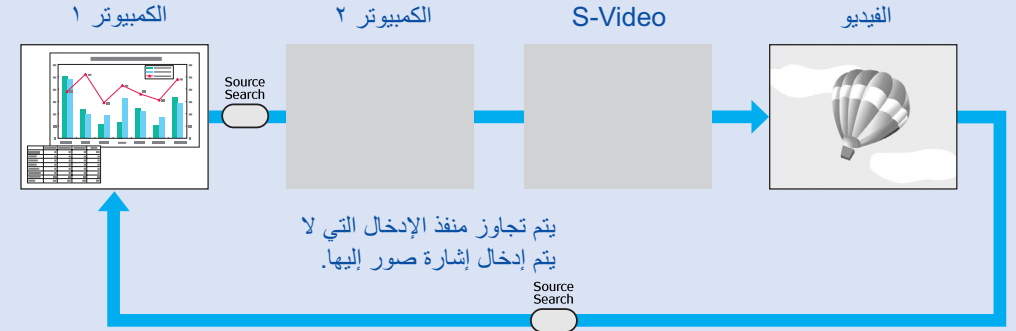 الكمبيوتر ١
الكمبيوتر ٢
S-Video
الفيديو
Source
Search
يتم تجاوز منفذ الإدخال التي لا
يتم إدخال إشارة صور إليها.
Source
Search